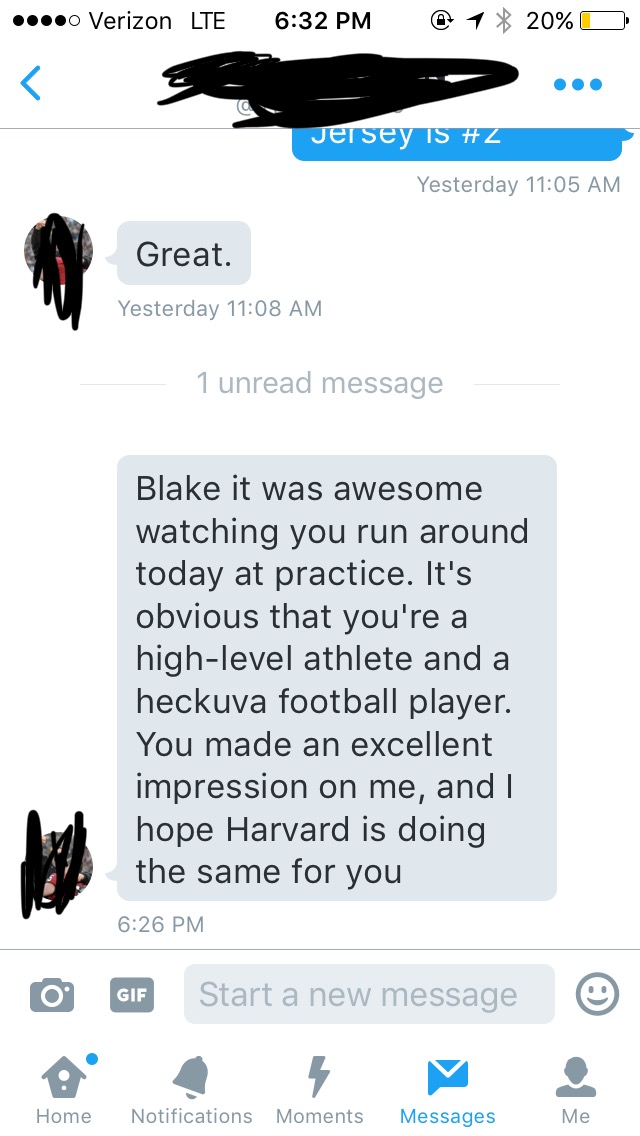 Verizon LTE 6:32 PM 20%
@
Jersey is #2
Yesterday 11:05 AM
Great.
Yesterday 11:08 AM
1 unread message
Blake it was awesome
watching you run around
today at practice. It's
obvious that you're a
high-level athlete and a
heckuva football player.
You made an excellent
impression on me, and I
hope Harvard is doing
the same for you
6:26 PM
GIF Start a new message
Home Notifications Moments Messages Me